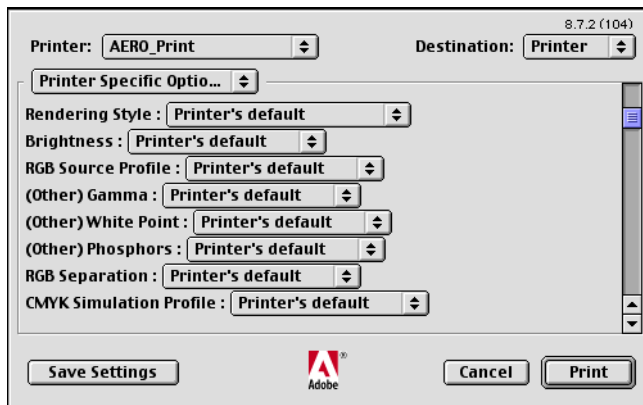 8.7.2 (104)
Printer: AERO_Print Destination: Printer
Printer Specific Optio...
Rendering Style : Printer's default
Brightness : Printer's default
RGB Source Profile : Printer's default
(Other) Gamma : Printer's default
(Other) White Point : Printer's default
(Other) Phosphors : Printer's default
RGB Separation : Printer's default
CMYK Simulation Profile : Printer's default
Save Settings Adobe® Cancel Print